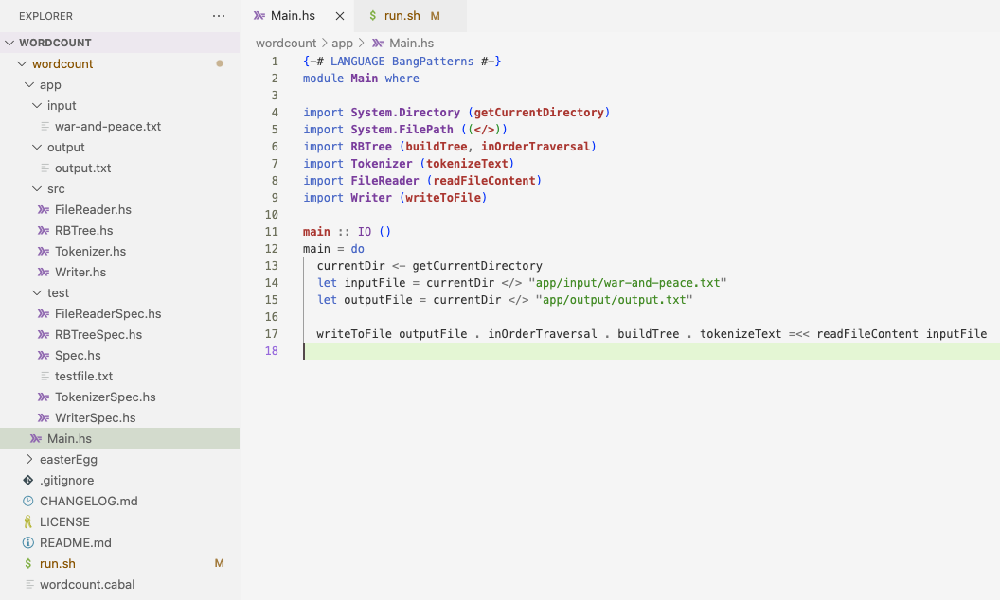 EXPLORER
WORDCOUNT
wordcount
app
input
war-and-peace.txt
output
output.txt
src
FileReader.hs
RBTree.hs
Tokenizer.hs
Writer.hs
test
FileReaderSpec.hs
RBTreeSpec.hs
Spec.hs
testfile.txt
TokenizerSpec.hs
WriterSpec.hs
Main.hs
easterEgg
.gitignore
CHANGELOG.md
LICENSE
README.md
$ run.sh M
wordcount.cabal
Main.hs
$ run.sh M
wordcount > app > Main.hs
1 {-# LANGUAGE BangPatterns #-}
2 module Main where
3
4 import System.Directory (getCurrentDirectory)
5 import System.FilePath ((</>))
6 import RBTree (buildTree, inOrderTraversal)
7 import Tokenizer (tokenizeText)
8 import FileReader (readFileContent)
9 import Writer (writeToFile)
10
11 main :: IO ()
12 main = do
13   currentDir <- getCurrentDirectory
14   let inputFile = currentDir </> "app/input/war-and-peace.txt"
15   let outputFile = currentDir </> "app/output/output.txt"
16
17   writeToFile outputFile . inOrderTraversal . buildTree . tokenizeText =<< readFileContent inputFile
18